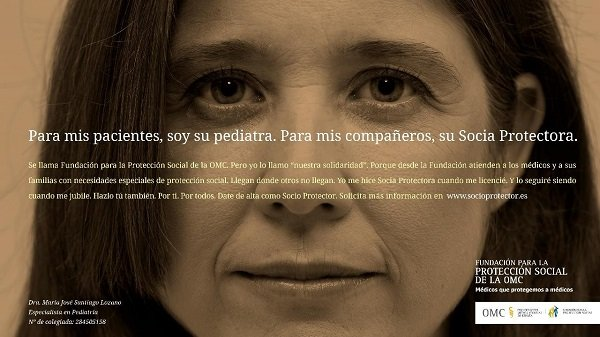 Para mis pacientes, soy su pediatra. Para mis compañeros, su Socia Protectora.
Se llama Fundación para la Protección Social de la OMC. Pero yo lo llamo “nuestra solidaridad”. Porque desde la Fundación atienden a los médicos y a sus
familias con necesidades especiales de protección social. Llegan donde otros no llegan. Yo me hice Socia Protectora cuando me licencié. Y lo seguiré siendo
cuando me jubile. Hazlo tú también. Por ti. Por todos. Date de alta como Socio Protector. Solicita más información en www.socioprotector.es
FUNDACIÓN PARA LA
PROTECCIÓN SOCIAL
DE LA OMC
Médicos que protegemos a médicos
Dra. María José Santiago Lozano
Especialista en Pediatría
Nº de colegiada: 284505158
OMC